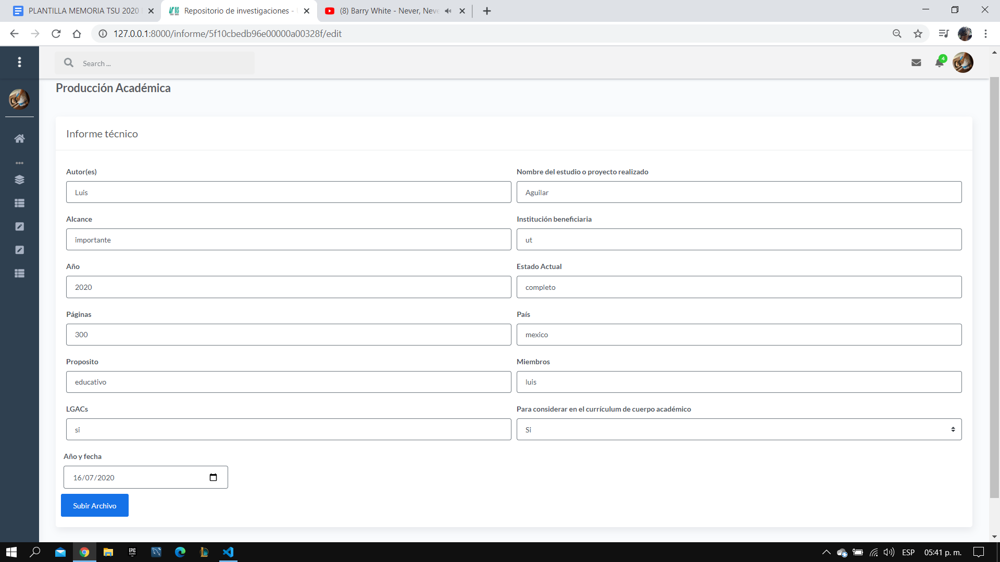 PLANTILLA MEMORIA TSU 2020
Repositorio de investigaciones -
(8) Barry White - Never, Neve
127.0.0.1:8000/informe/5f10cbedb96e00000a00328f/edit
Search ...
4
Producción Académica
Informe técnico
Autor(es)
Nombre del estudio o proyecto realizado
Luis
Aguilar
Alcance
Institución beneficiaria
importante
ut
Año
Estado Actual
2020
completo
Páginas
País
300
mexico
Proposito
Miembros
educativo
luis
LGACs
Para considerar en el currículum de cuerpo académico
si
Si
Año y fecha
16/07/2020
Subir Archivo
EPIC
ESP
05:41 p. m.